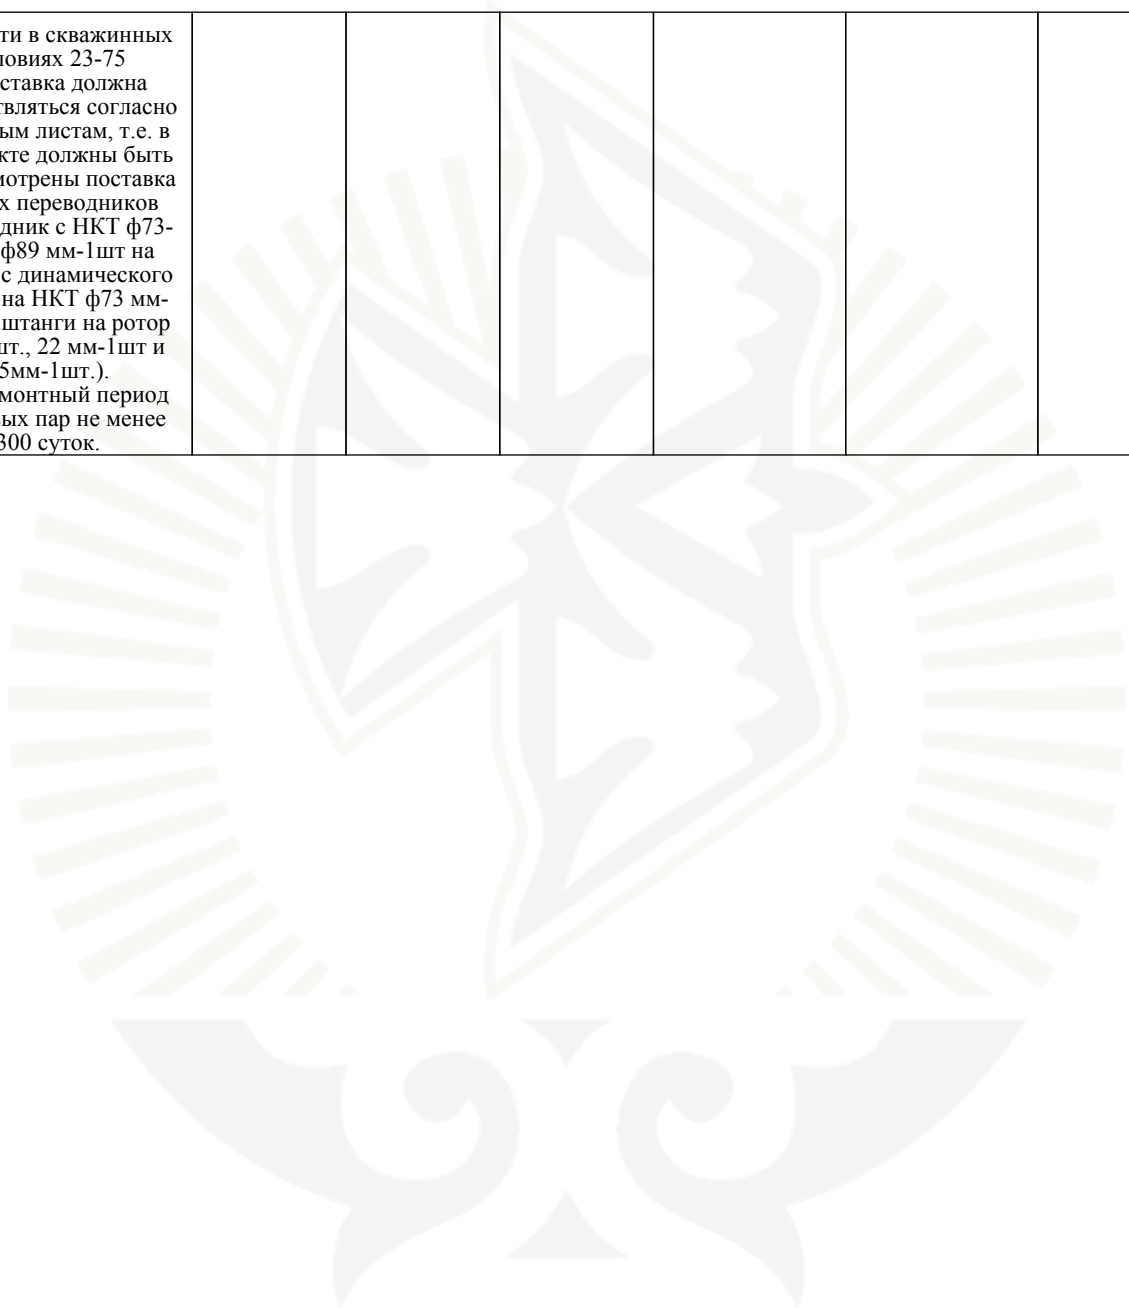 ти в скважинных
ловиях 23-75
ставка должна
твляться согласно
ым листам, т.е. в
кте должны быть
мотрены поставка
х переводников
дник с НКТ ф73-
ф89 мм-1шт на
с динамического
на НКТ ф73 мм-
штанги на ротор
шт., 22 мм-1шт и
5мм-1шт.).
монтный период
ых пар не менее
300 суток.